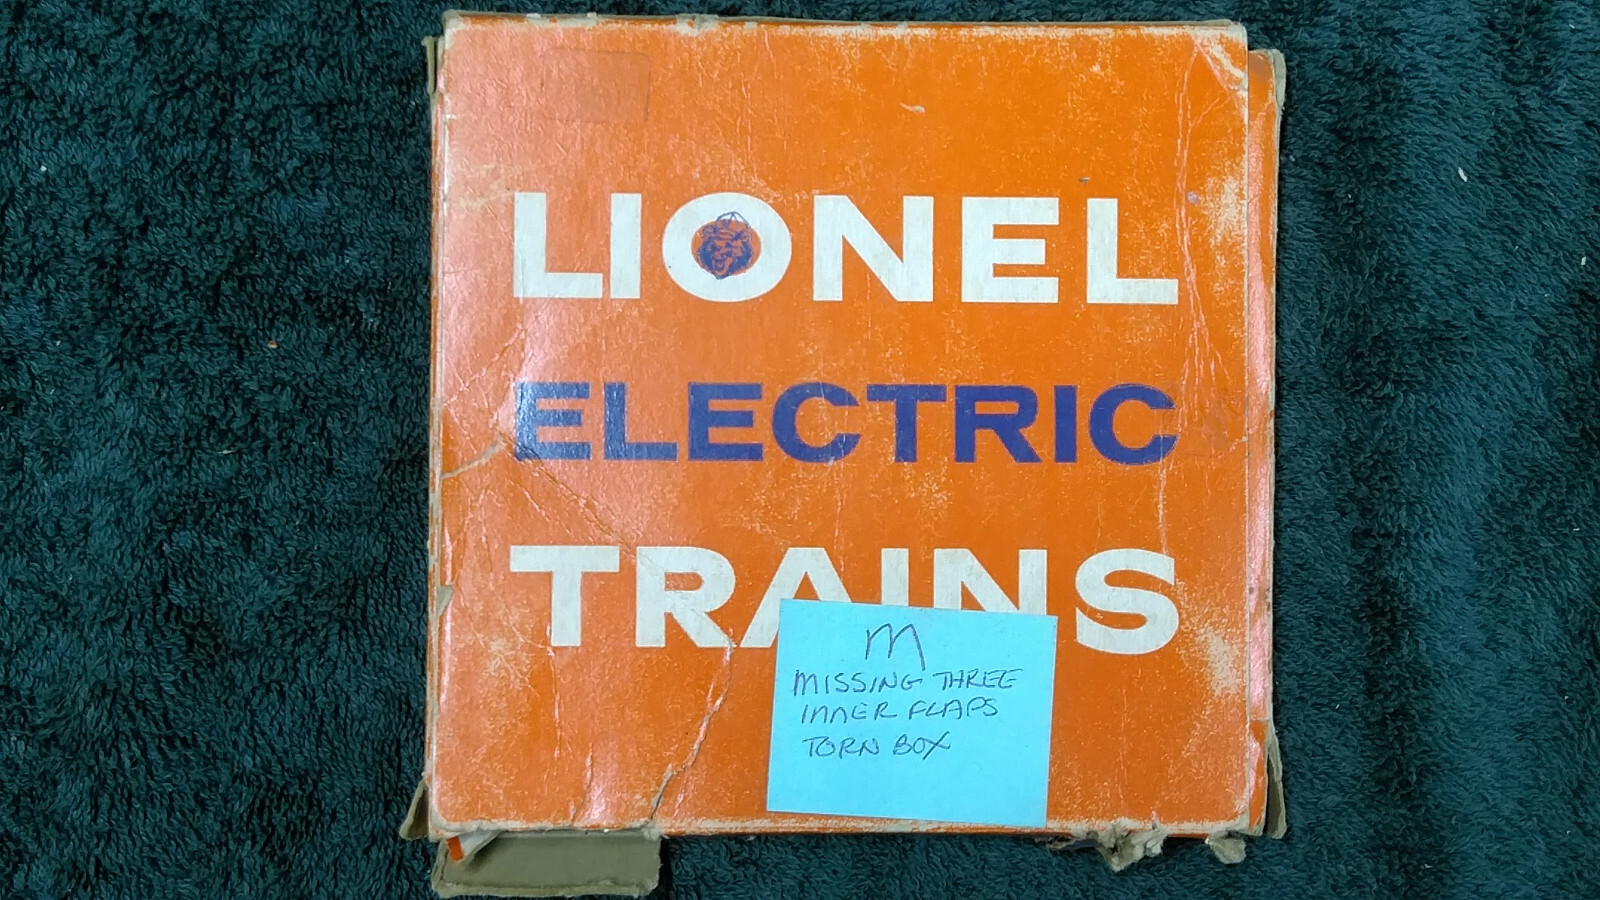 LIONEL
ELECTRIC
TRAINS
M
MISSING THREE
INNER FLAPS
TORN BOX